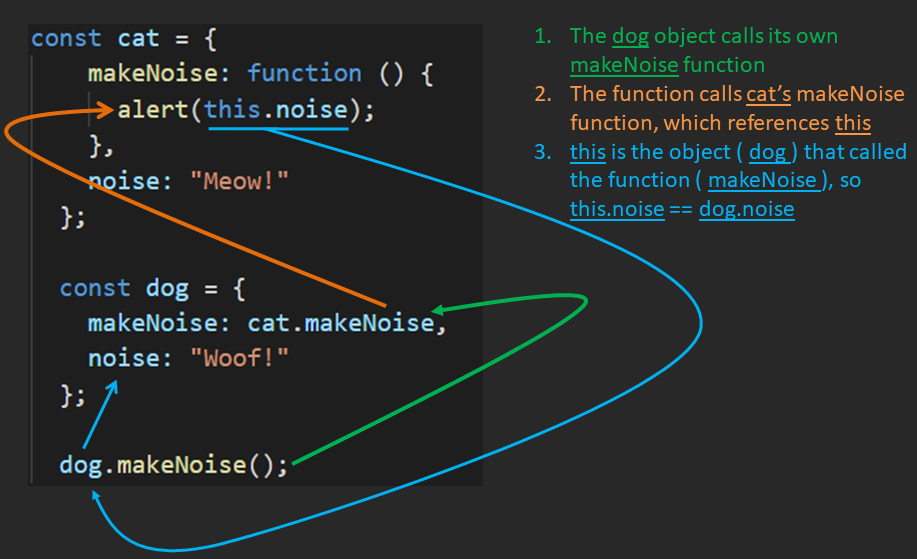 const cat = {
makeNoise: function () {
alert(this.noise);
},
noise: "Meow!"
};
const dog = {
makeNoise: cat.makeNoise,
noise: "Woof!"
};
dog.makeNoise();
1. The dog object calls its own
makeNoise function
2. The function calls cat’s makeNoise
function, which references this
3. this is the object ( dog ) that called
the function ( makeNoise ), so
this.noise == dog.noise